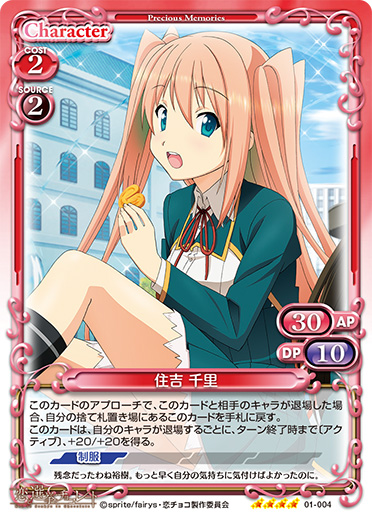 Precious Memories
Character
COST
2
SOURCE
2
30 AP
DP 10
住吉 千里
このカードのアプローチで、このカードと相手のキャラが退場した場
合、自分の捨て札置き場にあるこのカードを手札に戻す。
このカードは、自分のキャラが退場するごとに、ターン終了時まで〔アク
ティブ〕、+20/+20を得る。
制服
残念だったわね裕樹。もっと早く自分の気持ちに気付けばよかったのに。
©sprite/fairys・恋チョコ製作委員会
01-004